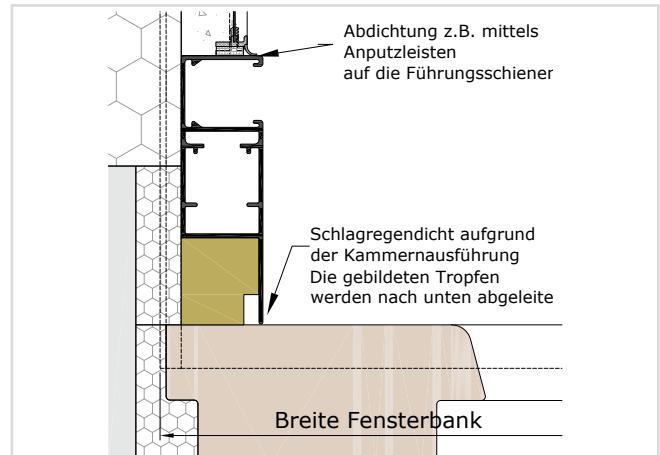 Abdichtung z.B. mittels
Anputzleisten
auf die Führungsschiener
Schlagregendicht aufgrund
der Kammernausführung
Die gebildeten Tropfen
werden nach unten abgeleite
Breite Fensterbank